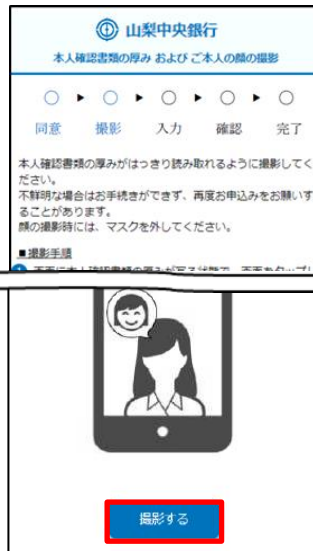 山梨中央銀行
本人確認書類の厚み および ご本人の顔の撮影
同意 撮影 入力 確認 完了
本人確認書類の厚みがはっきり読み取れるように撮影してく
ださい。
不鮮明な場合はお手続きができず、再度お申込みをお願いす
ることがあります。
顔の撮影時には、マスクを外してください。
■撮影手順
撮影する